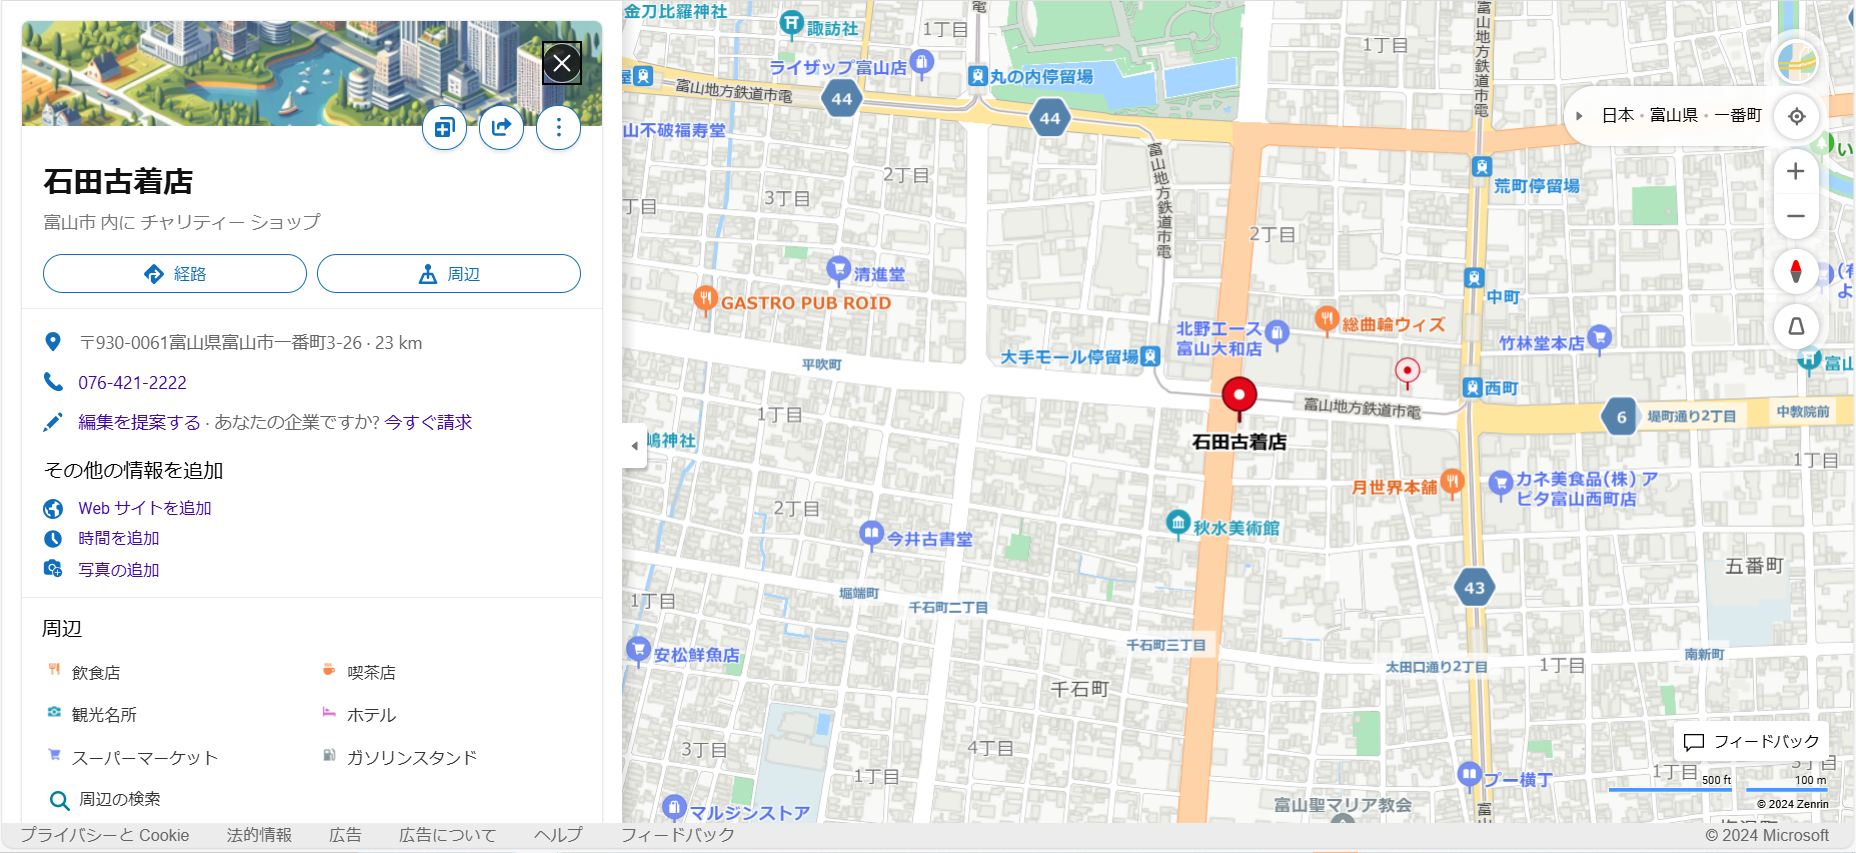 石田古着店
富山市 内に チャリティー ショップ
経路
周辺
〒930-0061富山県富山市一番町3-26 · 23 km
076-421-2222
編集を提案する · あなたの企業ですか? 今すぐ請求
その他の情報を追加
Web サイトを追加
時間を追加
写真の追加
周辺
飲食店
喫茶店
観光名所
ホテル
スーパーマーケット
ガソリンスタンド
周辺の検索
金刀比羅神社
諏訪社
1丁目
電
富山地方鉄道市電
1丁目
ライザップ富山店
丸の内停留場
屋
富山地方鉄道市電
44
44
日本 · 富山県 · 一番町
山不破福寿堂
富山地方鉄道市電
い
2丁目
荒町停留場
3丁目
丁目
2丁目
清進堂
GASTRO PUB ROID
中町
(有
よ
北野エース
富山大和店
総曲輪ウィズ
竹林堂本店
大手モール停留場
平吹町
富山
西町
富山地方鉄道市電
1丁目
6
堤町通り2丁目
中教院前
嶋神社
石田古着店
1丁目
月世界本舗
カネ美食品(株) ア
ピタ富山西町店
2丁目
秋水美術館
今井古書堂
五番町
43
堀端町
1丁目
千石町二丁目
千石町三丁目
安松鮮魚店
太田口通り2丁目
1丁目
南新町
千石町
3丁目
4丁目
フィードバック
1丁目
1丁目
3丁目
500 ft
100 m
プー横丁
マルジンストア
富山聖マリア教会
富山
© 2024 Zenrin
プライバシーと Cookie
法的情報
広告
広告について
ヘルプ
フィードバック
© 2024 Microsoft